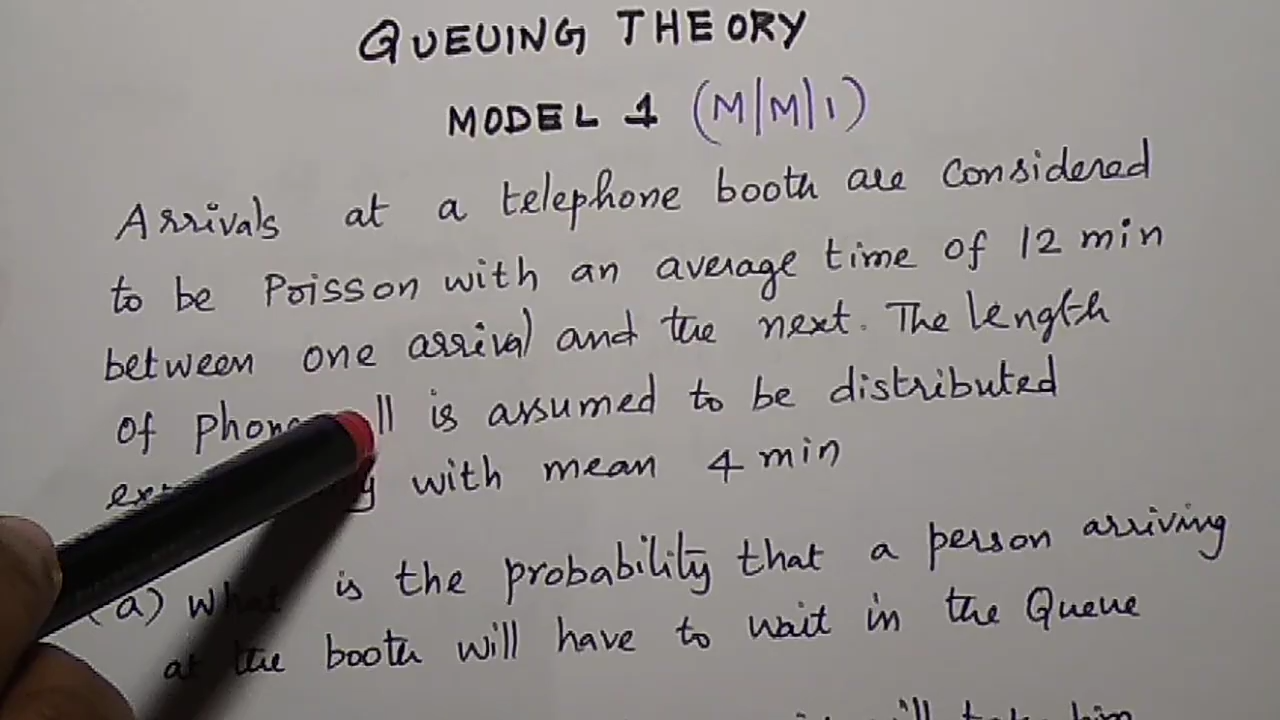 QUEUING THEORY
MODEL 1 (M|M|1)
Arrivals at a telephone booth are considered
to be Poisson with an average time of 12 min
between one arrival and the next. The length
of is assumed to be distributed
with mean 4 min
(a) What is the probability that a person arriving
at the booth will have to wait in the Queue
him